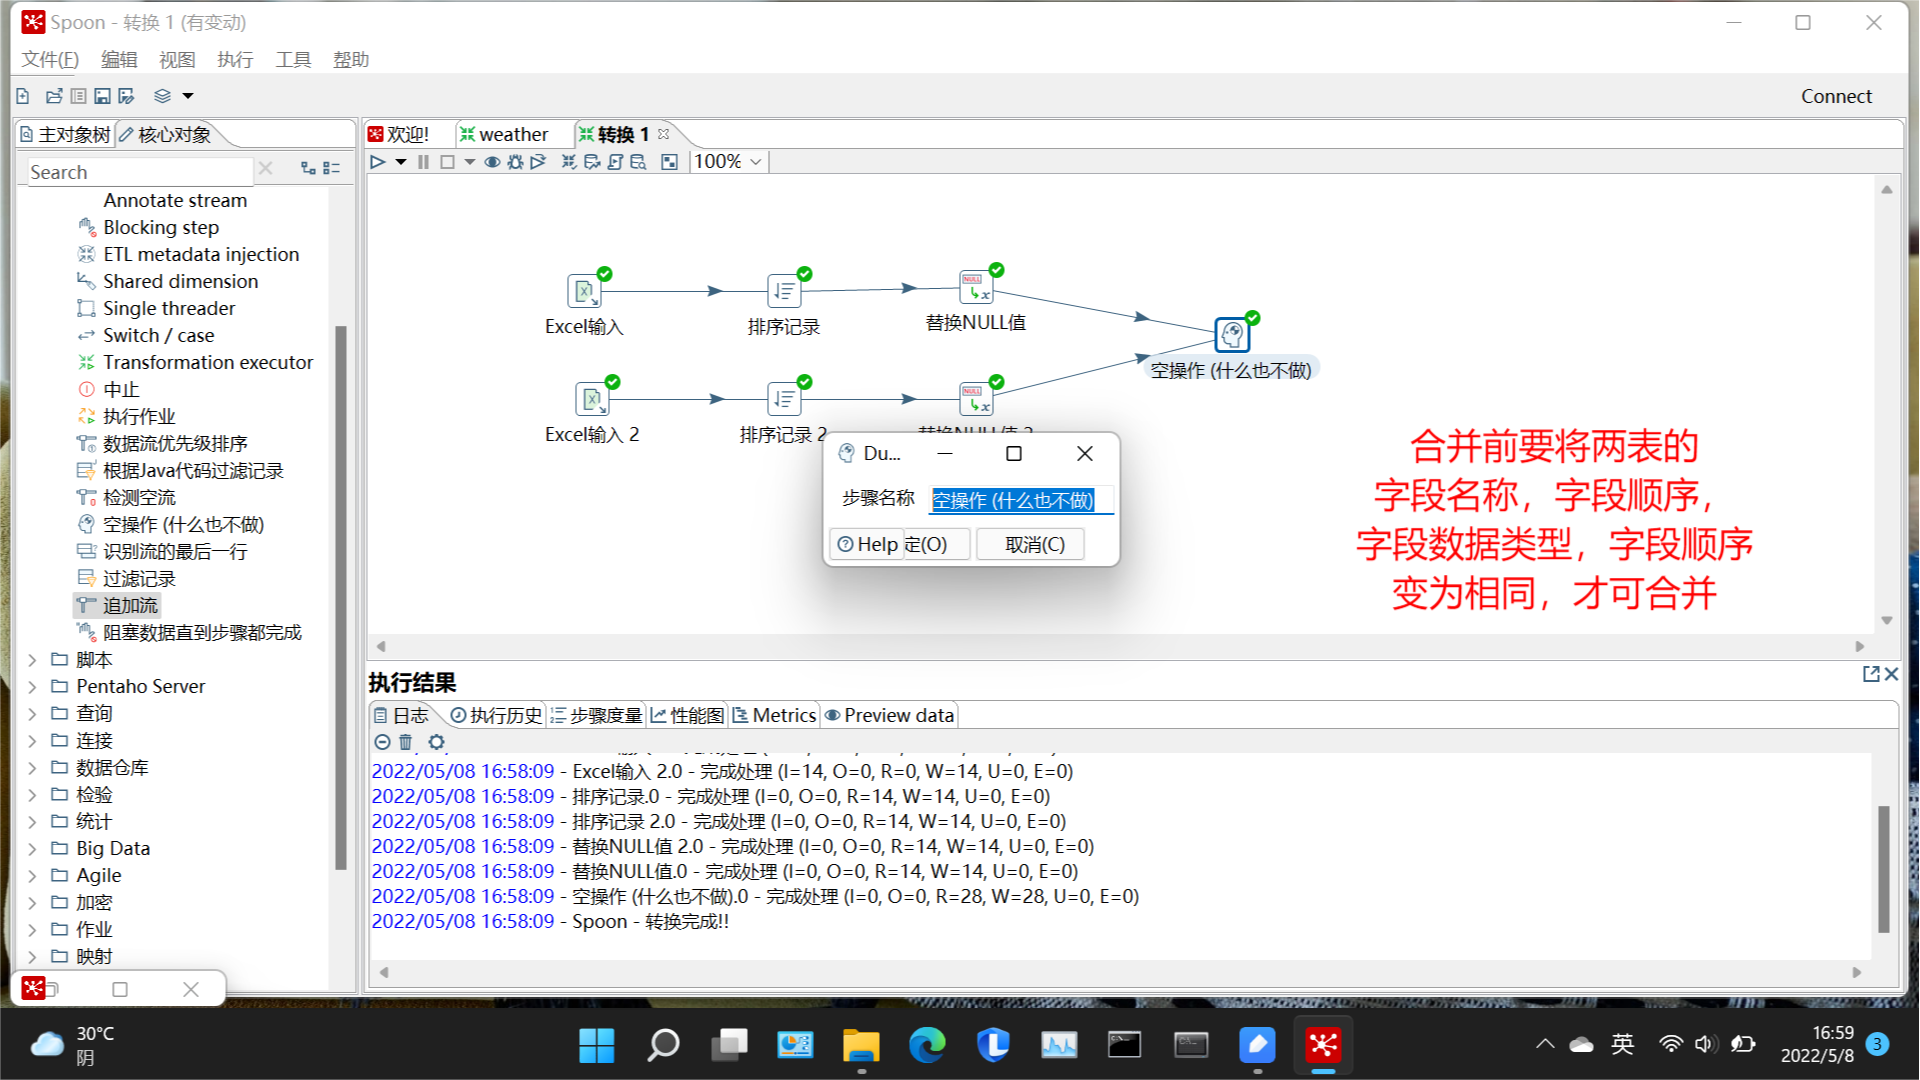 Spoon - 转换 1 (有变动)
文件(F) 编辑 视图 执行 工具 帮助
Connect
主对象树 核心对象
欢迎! weather 转换 1
Search
100%
Annotate stream
Blocking step
ETL metadata injection
Shared dimension
Single threader
Switch / case
Transformation executor
中止
执行作业
数据流优先级排序
根据Java代码过滤记录
检测空流
空操作 (什么也不做)
识别流的最后一行
过滤记录
追加流
阻塞数据直到步骤都完成
脚本
Pentaho Server
查询
连接
数据仓库
检验
统计
Big Data
Agile
加密
作业
映射
Excel输入
排序记录
替换NULL值
空操作 (什么也不做)
Excel输入 2
排序记录 2
Du...
步骤名称 空操作 (什么也不做)
Help 定(O) 取消(C)
合并前要将两表的
字段名称，字段顺序，
字段数据类型，字段顺序
变为相同，才可合并
执行结果
日志 执行历史 步骤度量 性能图 Metrics Preview data
2022/05/08 16:58:09 - Excel输入 2.0 - 完成处理 (I=14, O=0, R=0, W=14, U=0, E=0)
2022/05/08 16:58:09 - 排序记录.0 - 完成处理 (I=0, O=0, R=14, W=14, U=0, E=0)
2022/05/08 16:58:09 - 排序记录 2.0 - 完成处理 (I=0, O=0, R=14, W=14, U=0, E=0)
2022/05/08 16:58:09 - 替换NULL值 2.0 - 完成处理 (I=0, O=0, R=14, W=14, U=0, E=0)
2022/05/08 16:58:09 - 替换NULL值.0 - 完成处理 (I=0, O=0, R=14, W=14, U=0, E=0)
2022/05/08 16:58:09 - 空操作 (什么也不做).0 - 完成处理 (I=0, O=0, R=28, W=28, U=0, E=0)
2022/05/08 16:58:09 - Spoon - 转换完成!!
30°C
阴
英
16:59
2022/5/8
3